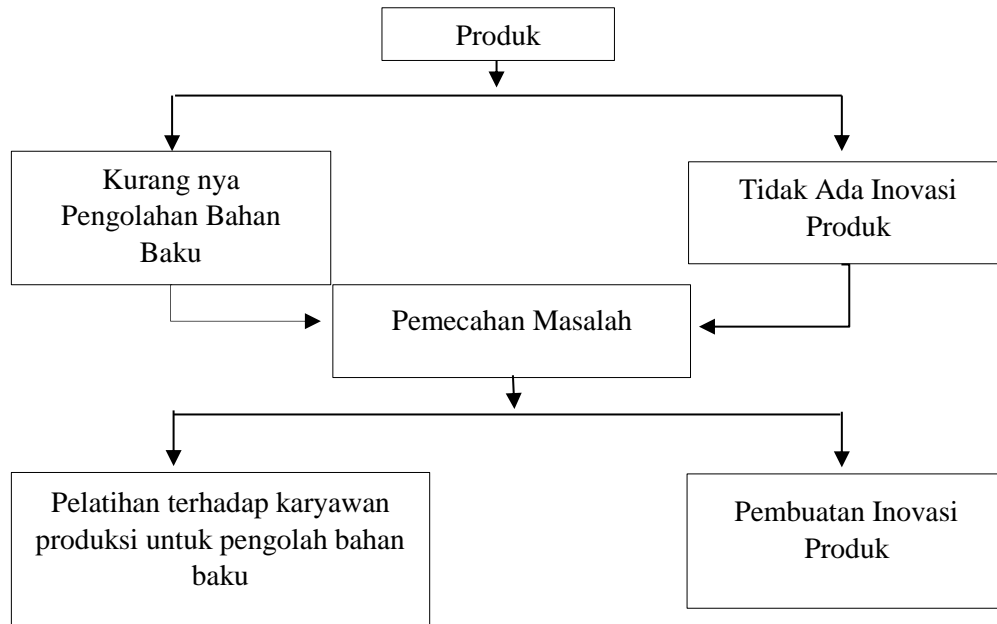 Produk
Kurang nya
Pengolahan Bahan
Baku
Tidak Ada Inovasi
Produk
Pemecahan Masalah
Pelatihan terhadap karyawan
produksi untuk pengolah bahan
baku
Pembuatan Inovasi
Produk